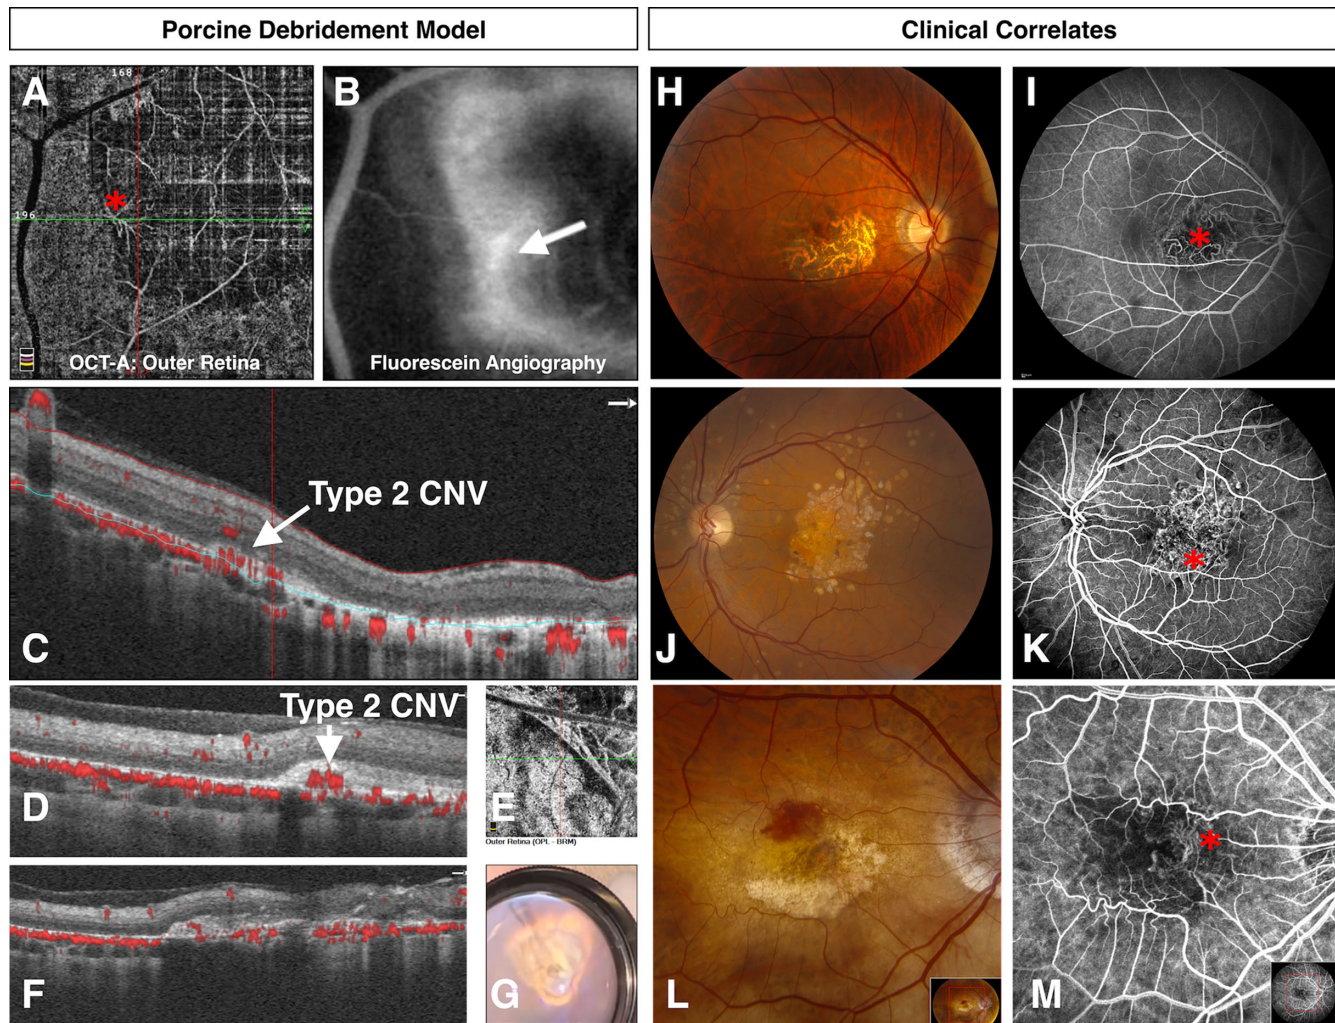 Porcine Debridement Model
Clinical Correlates
A
168
196
OCT-A: Outer Retina
B
Fluorescein Angiography
H
I
C
Type 2 CNV
J
K
D
Type 2 CNV
E
Outer Retina (OPL - BRM)
F
G
L
M